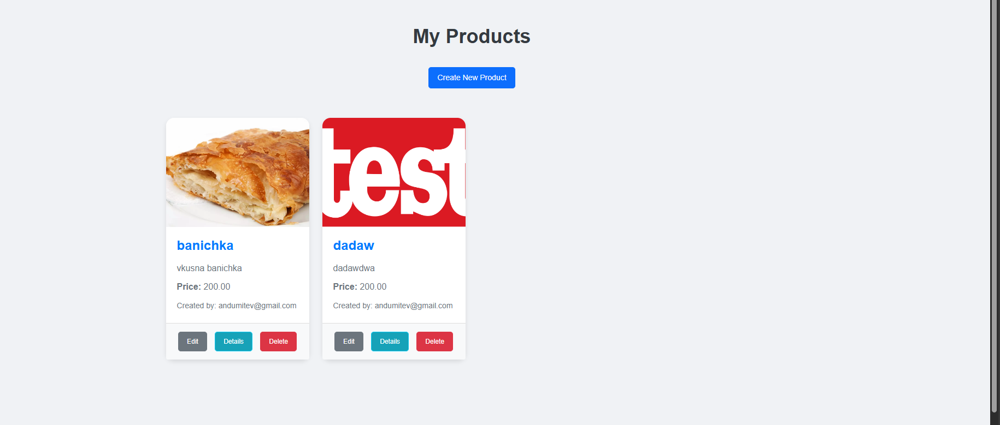 My Products
Create New Product
test
banichka
vkusna banichka
Price: 200.00
Created by: andumitev@gmail.com
Edit Details Delete
dadaw
dadawdwa
Price: 200.00
Created by: andumitev@gmail.com
Edit Details Delete